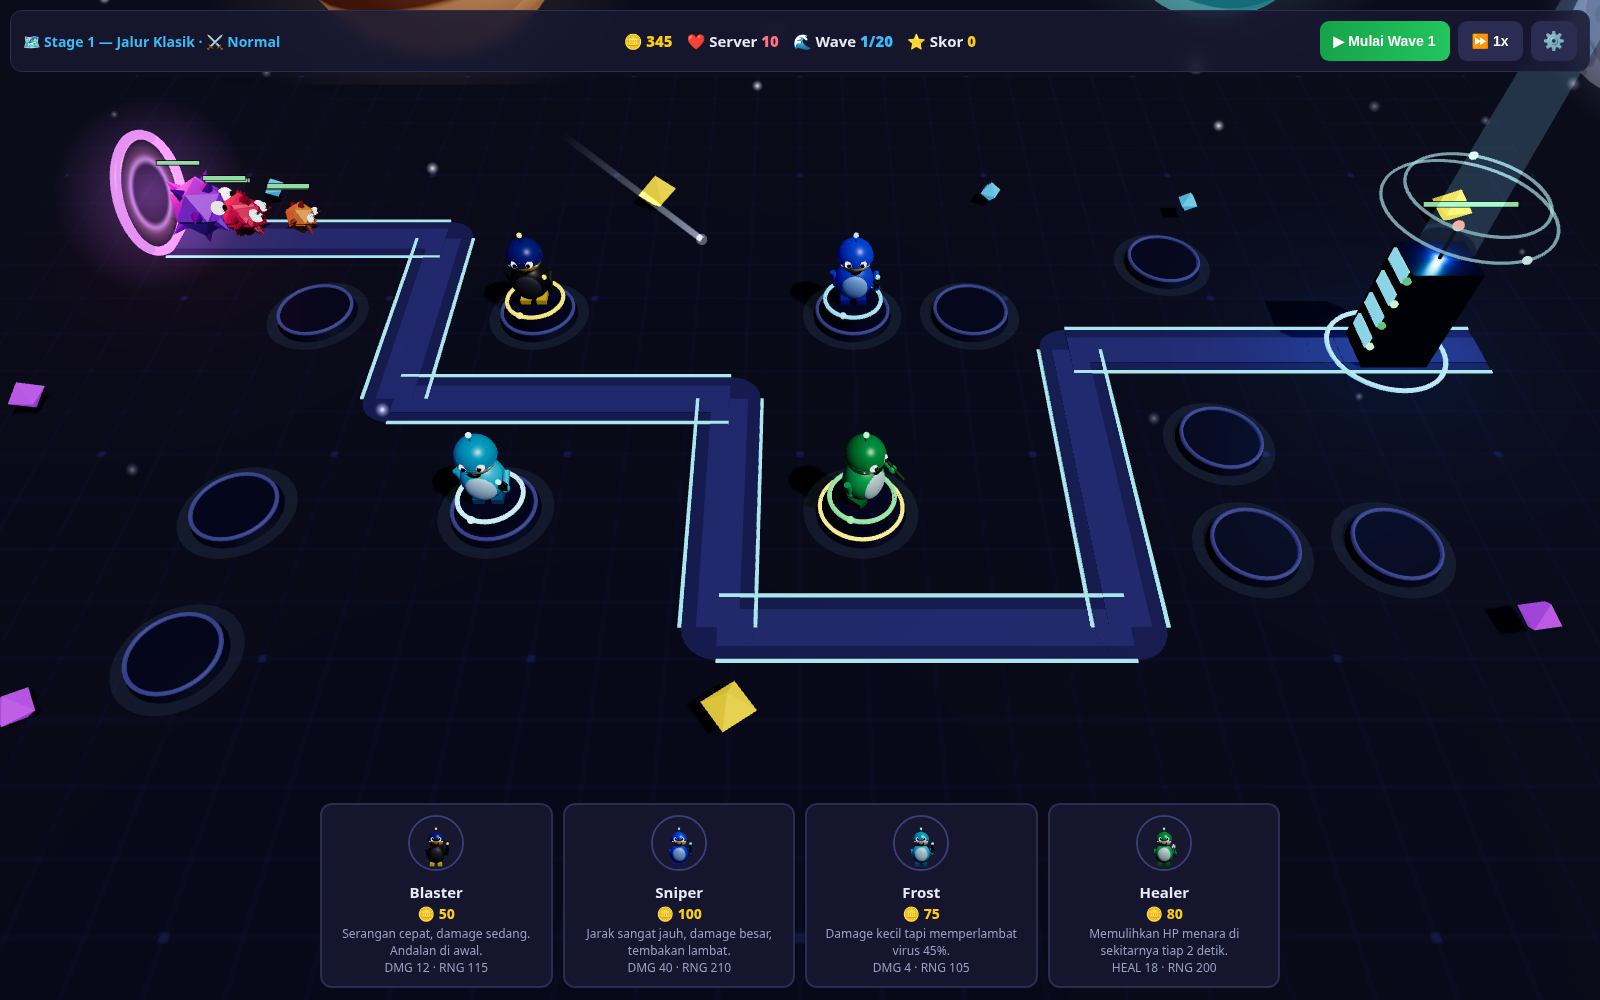 🗺️ Stage 1 — Jalur Klasik · ⚔️ Normal
🪙 345 ❤️ Server 10 🌊 Wave 1/20 ⭐ Skor 0
▶ Mulai Wave 1
⏩ 1x
⚙️
Blaster
🪙 50
Serangan cepat, damage sedang.
Andalan di awal.
DMG 12 · RNG 115
Sniper
🪙 100
Jarak sangat jauh, damage besar,
tembakan lambat.
DMG 40 · RNG 210
Frost
🪙 75
Damage kecil tapi memperlambat
virus 45%.
DMG 4 · RNG 105
Healer
🪙 80
Memulihkan HP menara di
sekitarnya tiap 2 detik.
HEAL 18 · RNG 200